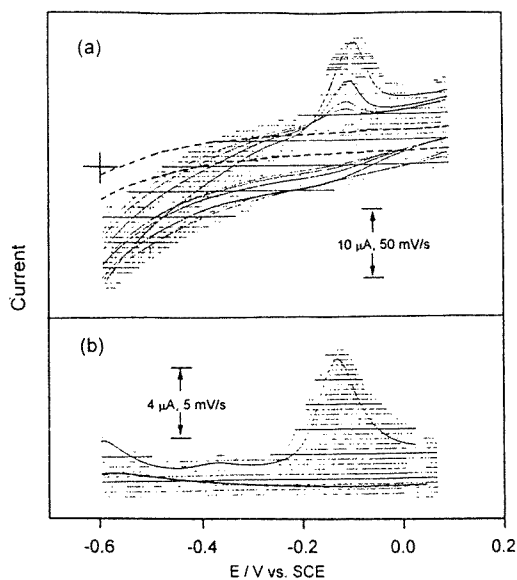 (a)
10 μA, 50 mV/s
Current
(b)
4 μA, 5 mV/s
-0.6
-0.4
-0.2
0.0
0.2
E / V vs. SCE